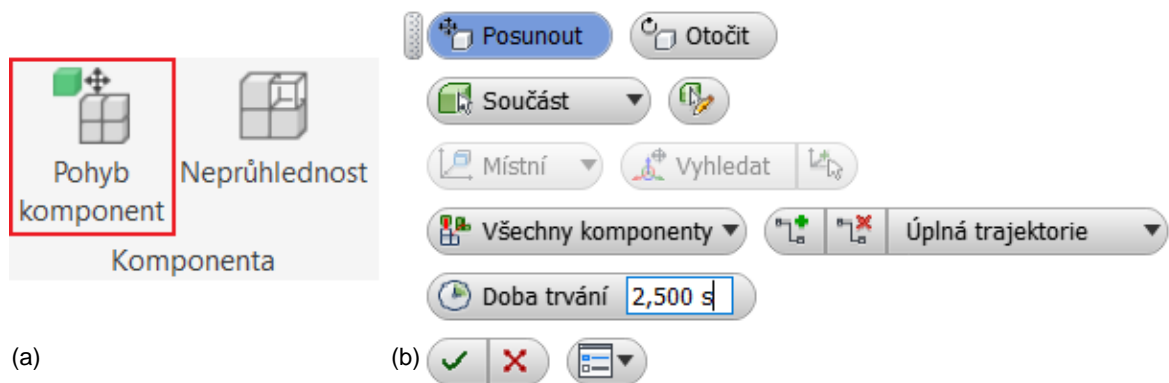 Pohyb
komponent
Neprůhlednost
Komponenta
(a)
Posunout Otočit
Součást
Místní Vyhledat
Všechny komponenty Úplná trajektorie
Doba trvání 2,500 s
(b)